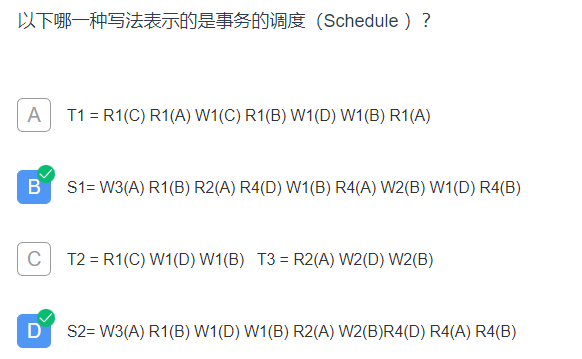 以下哪一种写法表示的是事务的调度（Schedule ）？
A T1 = R1(C) R1(A) W1(C) R1(B) W1(D) W1(B) R1(A)
B S1= W3(A) R1(B) R2(A) R4(D) W1(B) R4(A) W2(B) W1(D) R4(B)
C T2 = R1(C) W1(D) W1(B)   T3 = R2(A) W2(D) W2(B)
D S2= W3(A) R1(B) W1(D) W1(B) R2(A) W2(B)R4(D) R4(A) R4(B)